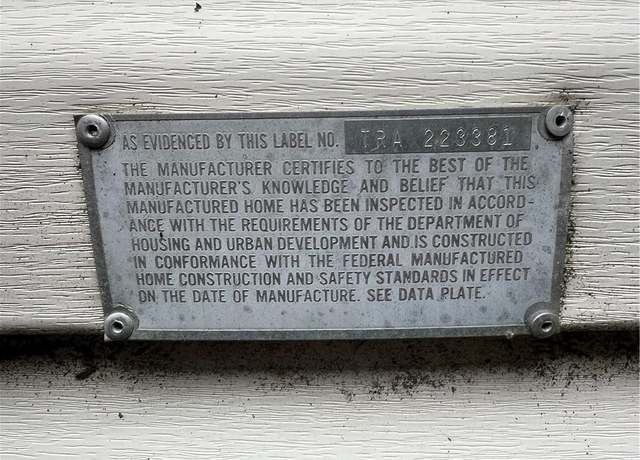 AS EVIDENCED BY THIS LABEL NO. TRA 223381
THE MANUFACTURER CERTIFIES TO THE BEST OF THE
MANUFACTURER'S KNOWLEDGE AND BELIEF THAT THIS
MANUFACTURED HOME HAS BEEN INSPECTED IN ACCORD-
ANCE WITH THE REQUIREMENTS OF THE DEPARTMENT OF
HOUSING AND URBAN DEVELOPMENT AND IS CONSTRUCTED
IN CONFORMANCE WITH THE FEDERAL MANUFACTURED
HOME CONSTRUCTION AND SAFETY STANDARDS IN EFFECT
ON THE DATE OF MANUFACTURE. SEE DATA PLATE.